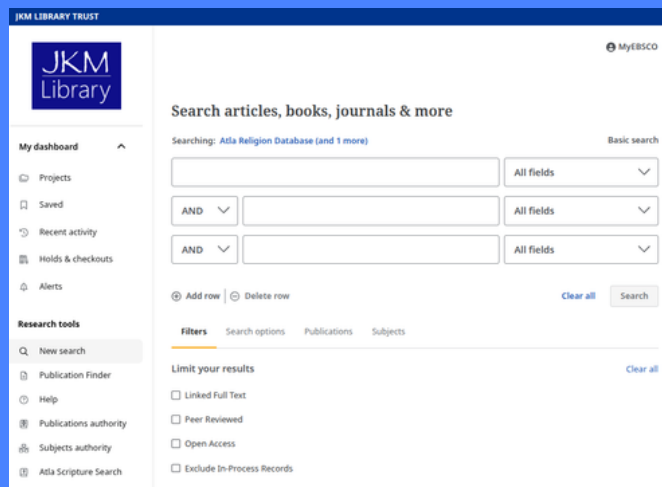 JKM LIBRARY TRUST
JKM
Library
MyEBSCO
Search articles, books, journals & more
My dashboard
Searching: Atla Religion Database (and 1 more)
Basic search
All fields
Projects
Saved
AND
All fields
Recent activity
Holds & checkouts
AND
All fields
Alerts
Add row
Delete row
Clear all
Search
Research tools
Filters
Search options
Publications
Subjects
New search
Limit your results
Clear all
Publication Finder
Linked Full Text
Help
Peer Reviewed
Publications authority
Open Access
Subjects authority
Exclude In-Process Records
Atla Scripture Search